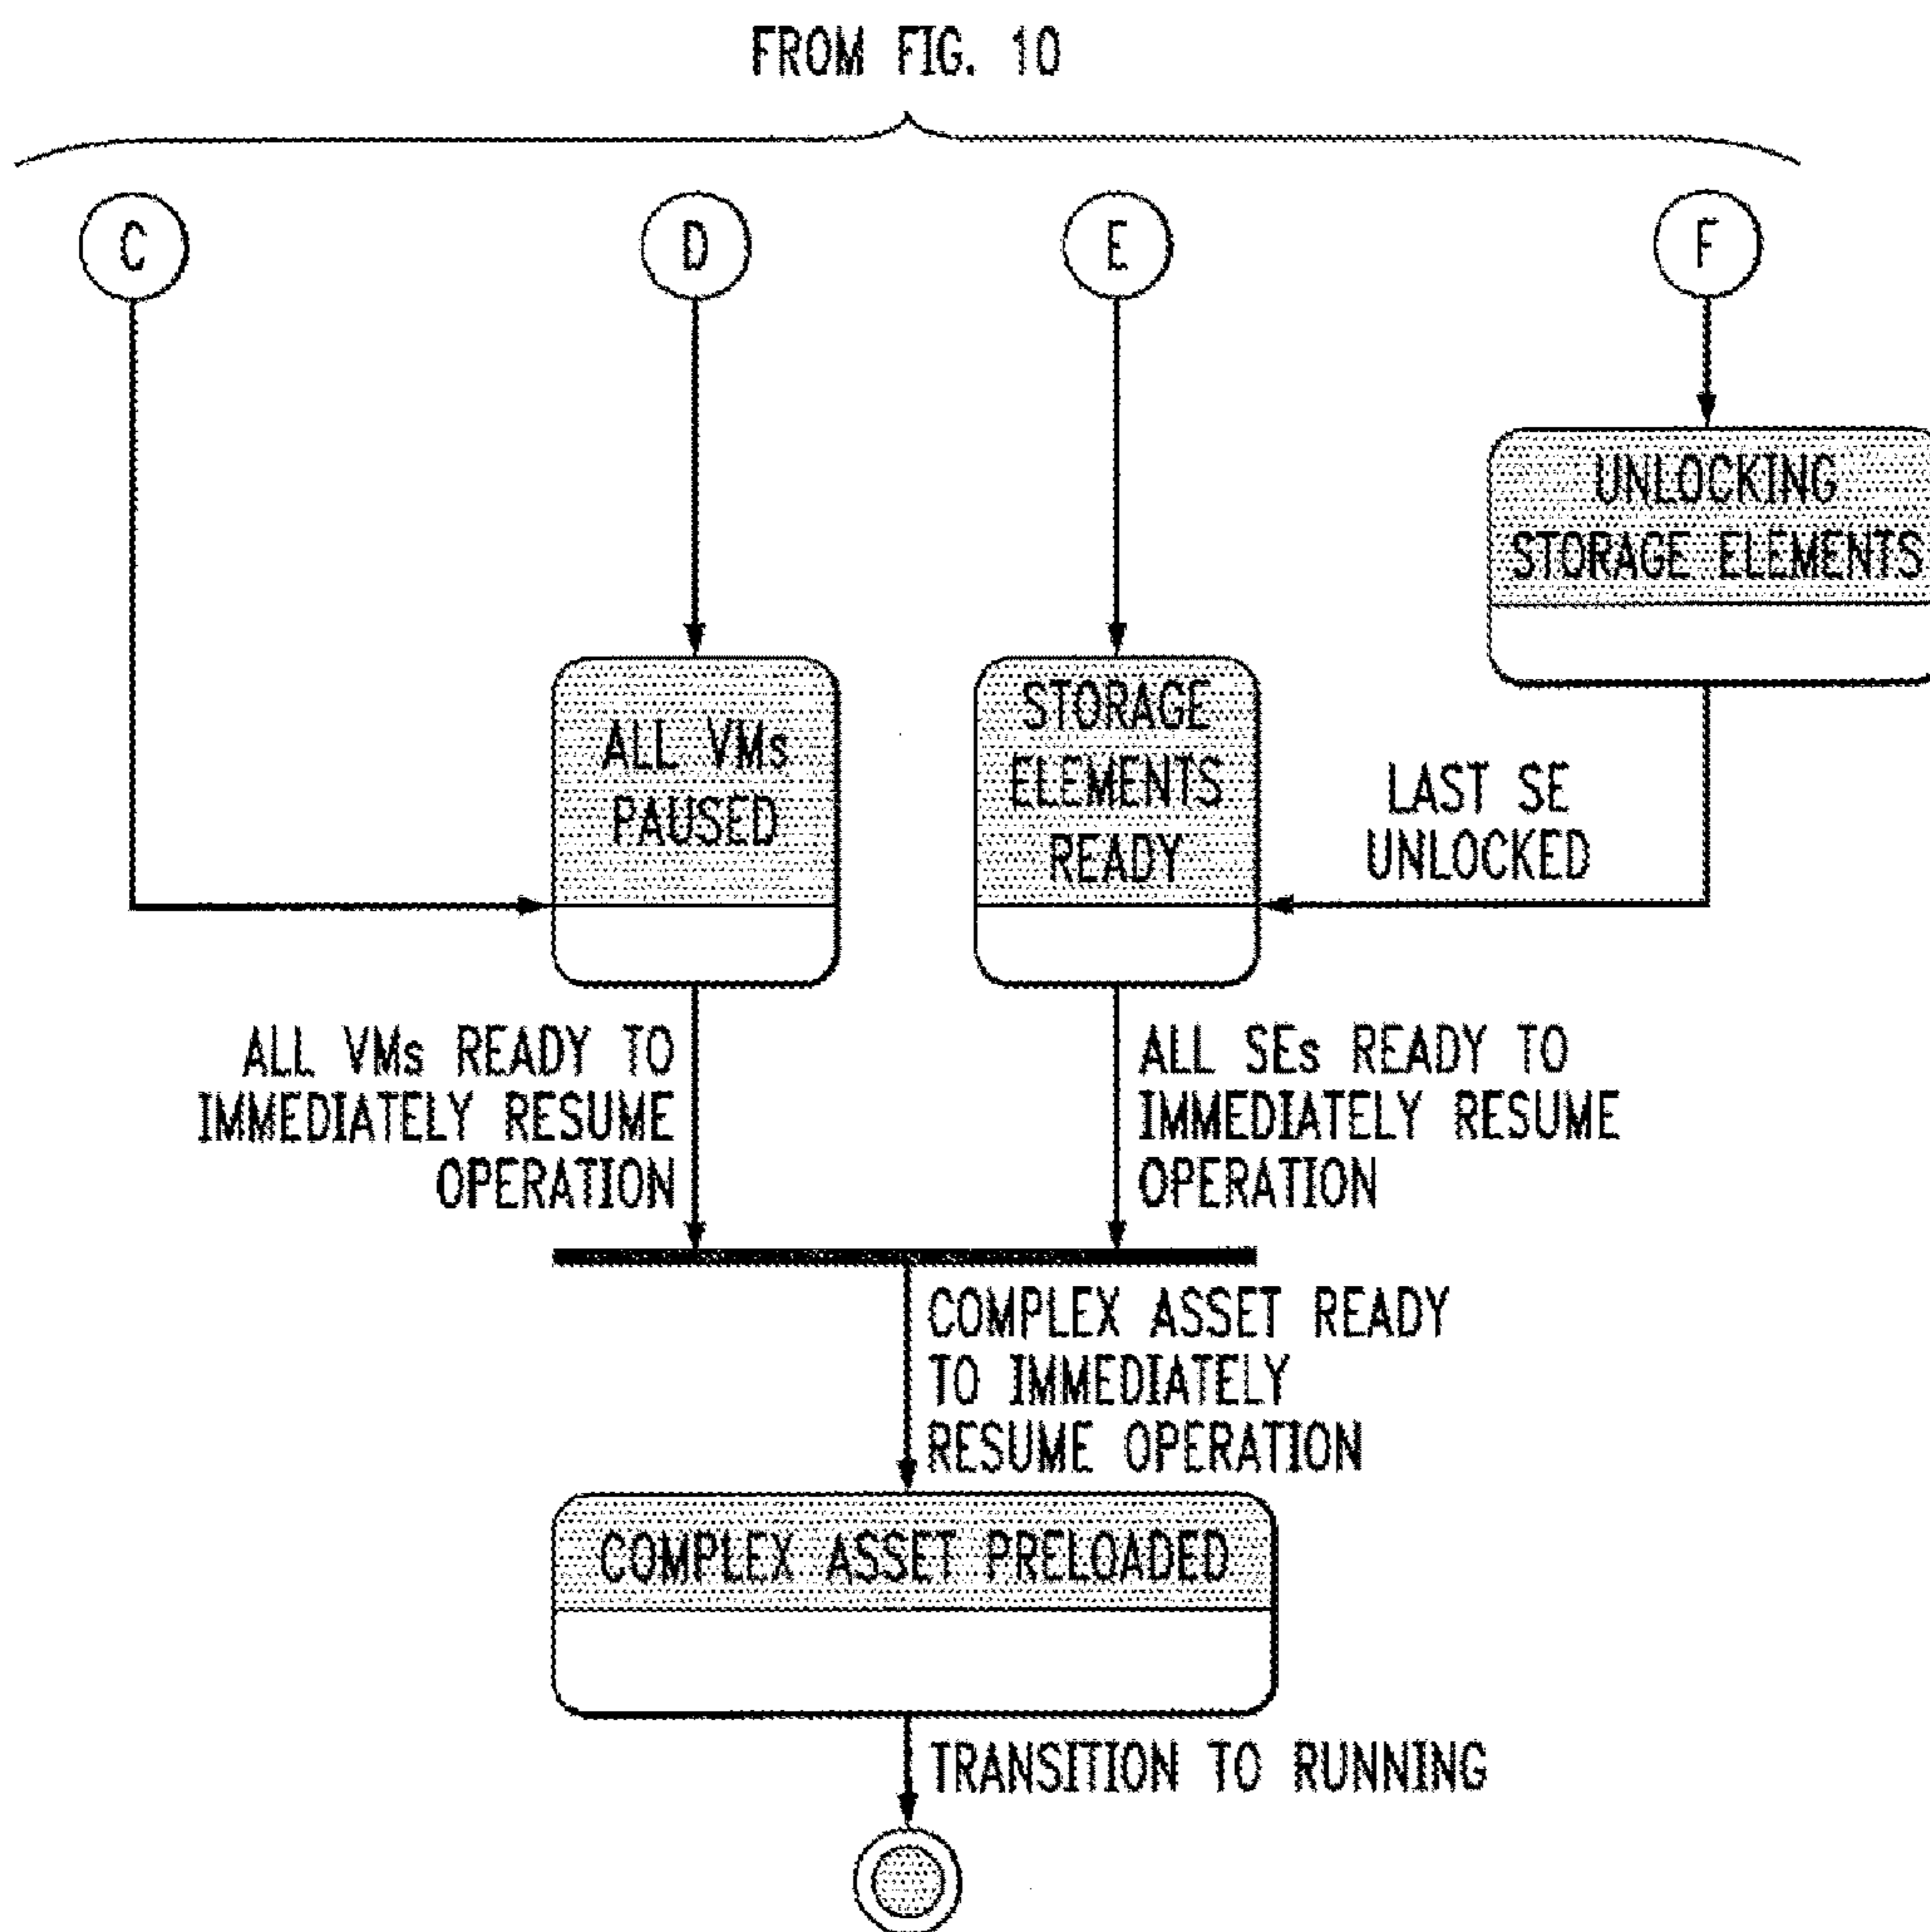 FROM FIG. 10
C
D
E
F
UNLOCKING
STORAGE ELEMENTS
ALL VMs
PAUSED
STORAGE
ELEMENTS
READY
LAST SE
UNLOCKED
ALL VMs READY TO
IMMEDIATELY RESUME
OPERATION
ALL SEs READY TO
IMMEDIATELY RESUME
OPERATION
COMPLEX ASSET READY
TO IMMEDIATELY
RESUME OPERATION
COMPLEX ASSET PRELOADED
TRANSITION TO RUNNING